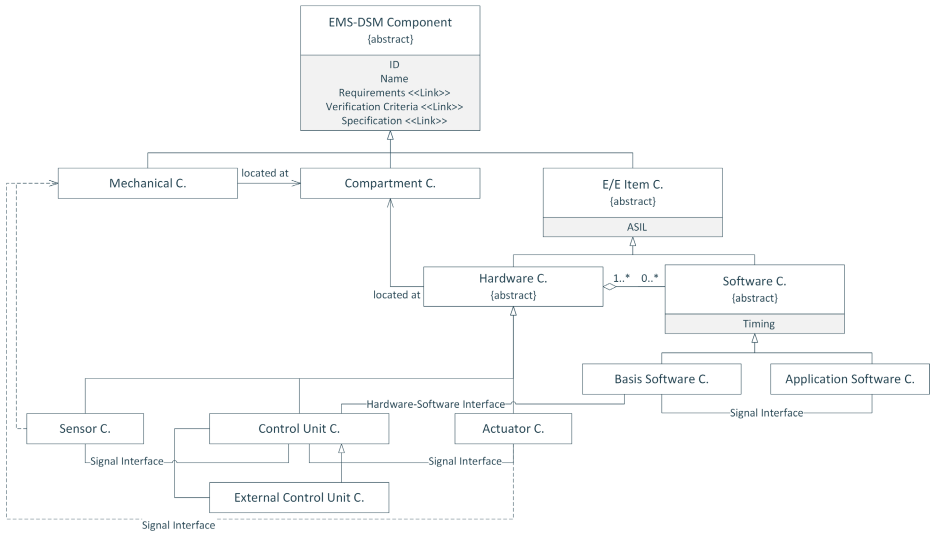 EMS-DSM Component
{abstract}
ID
Name
Requirements <<Link>>
Verification Criteria <<Link>>
Specification <<Link>>
Mechanical C.
located at
Compartment C.
E/E Item C.
{abstract}
ASIL
Hardware C.
{abstract}
1..*
0..*
Software C.
{abstract}
Timing
located at
Basis Software C.
Application Software C.
Hardware-Software Interface
Signal Interface
Sensor C.
Control Unit C.
Actuator C.
Signal Interface
Signal Interface
External Control Unit C.
Signal Interface